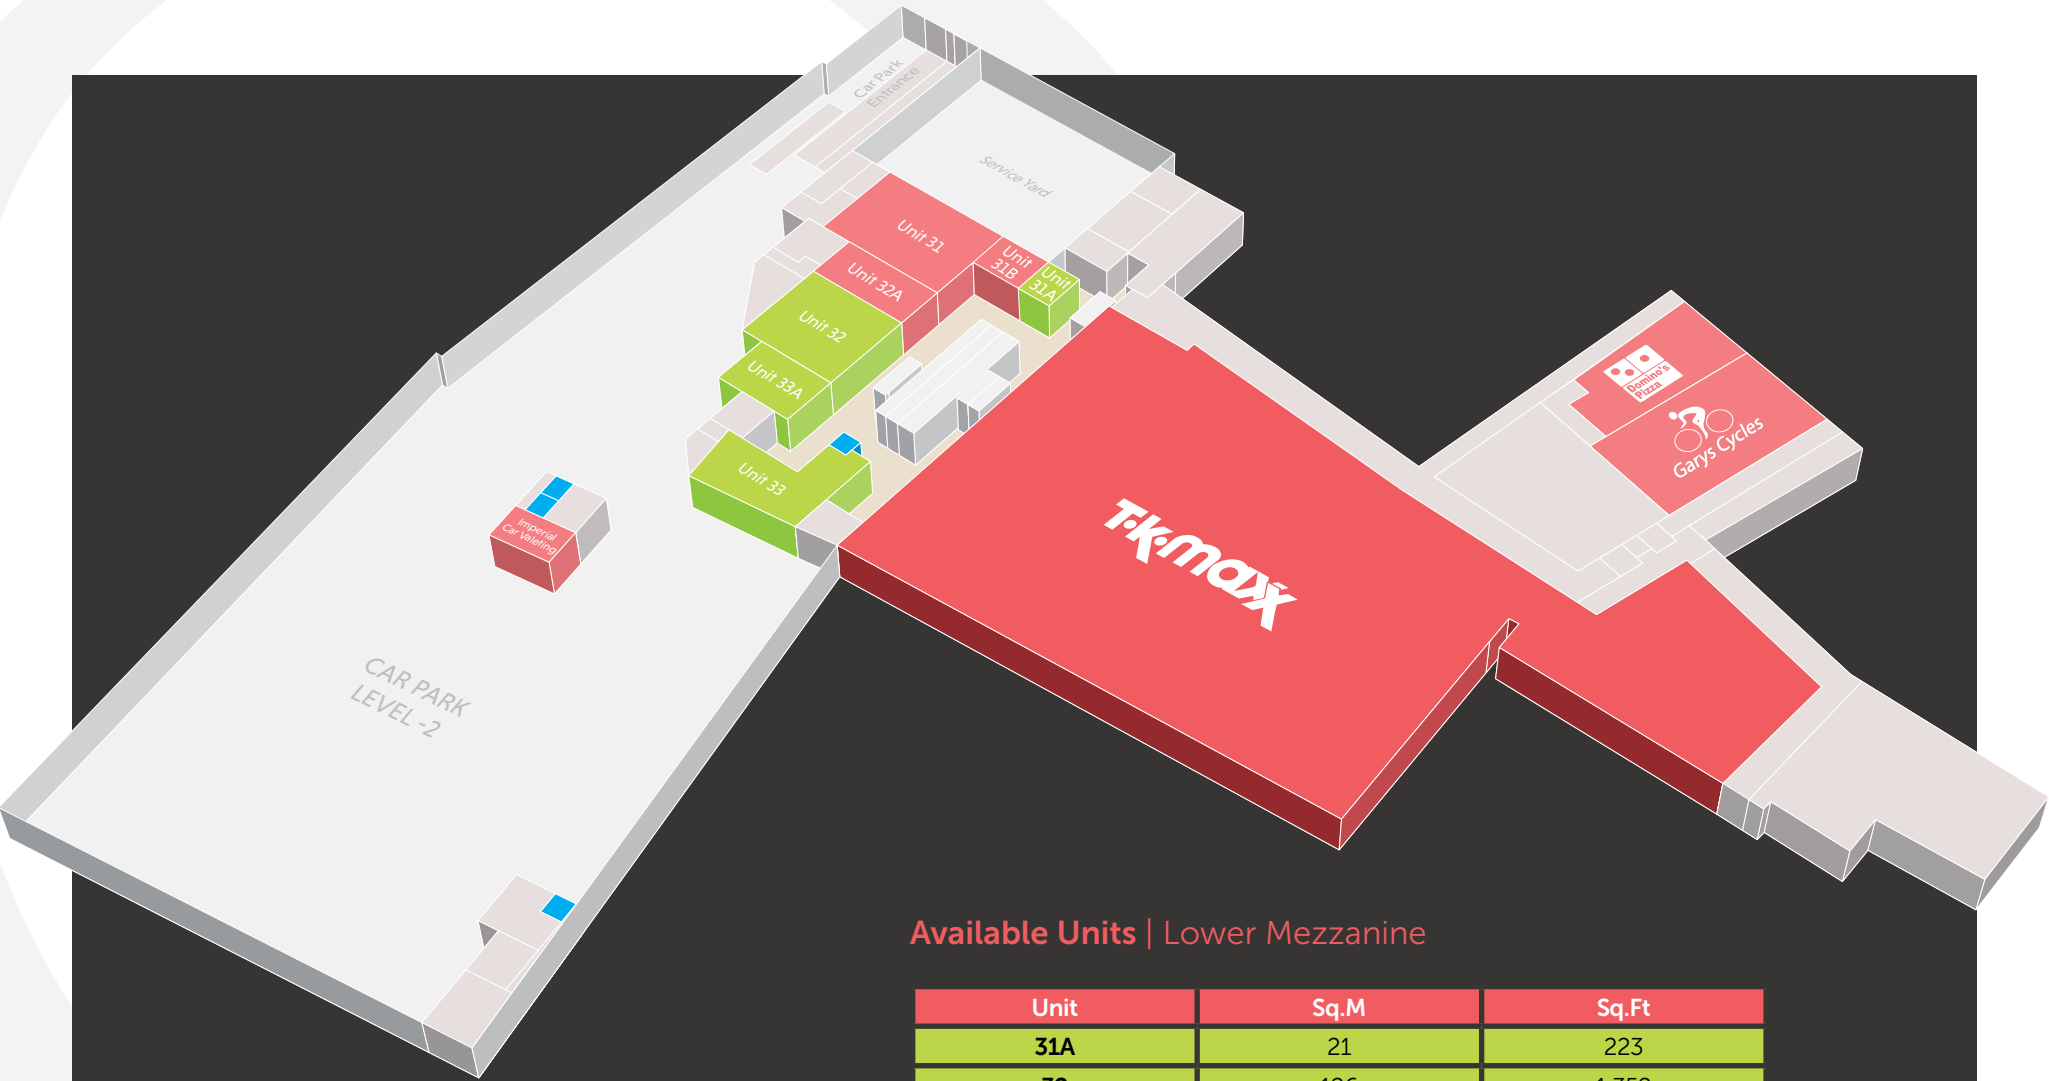 Car Park
Entrance
Service Yard
Unit 31
Unit
31B
Unit
31A
Unit 32A
Unit 32
Unit 33A
Unit 33
Domino's
Pizza
Garys Cycles
T·k·maxx
Imperial
Car Valeting
CAR PARK
LEVEL -2
Available Units | Lower Mezzanine
Unit Sq.M Sq.Ft
31A 21 223